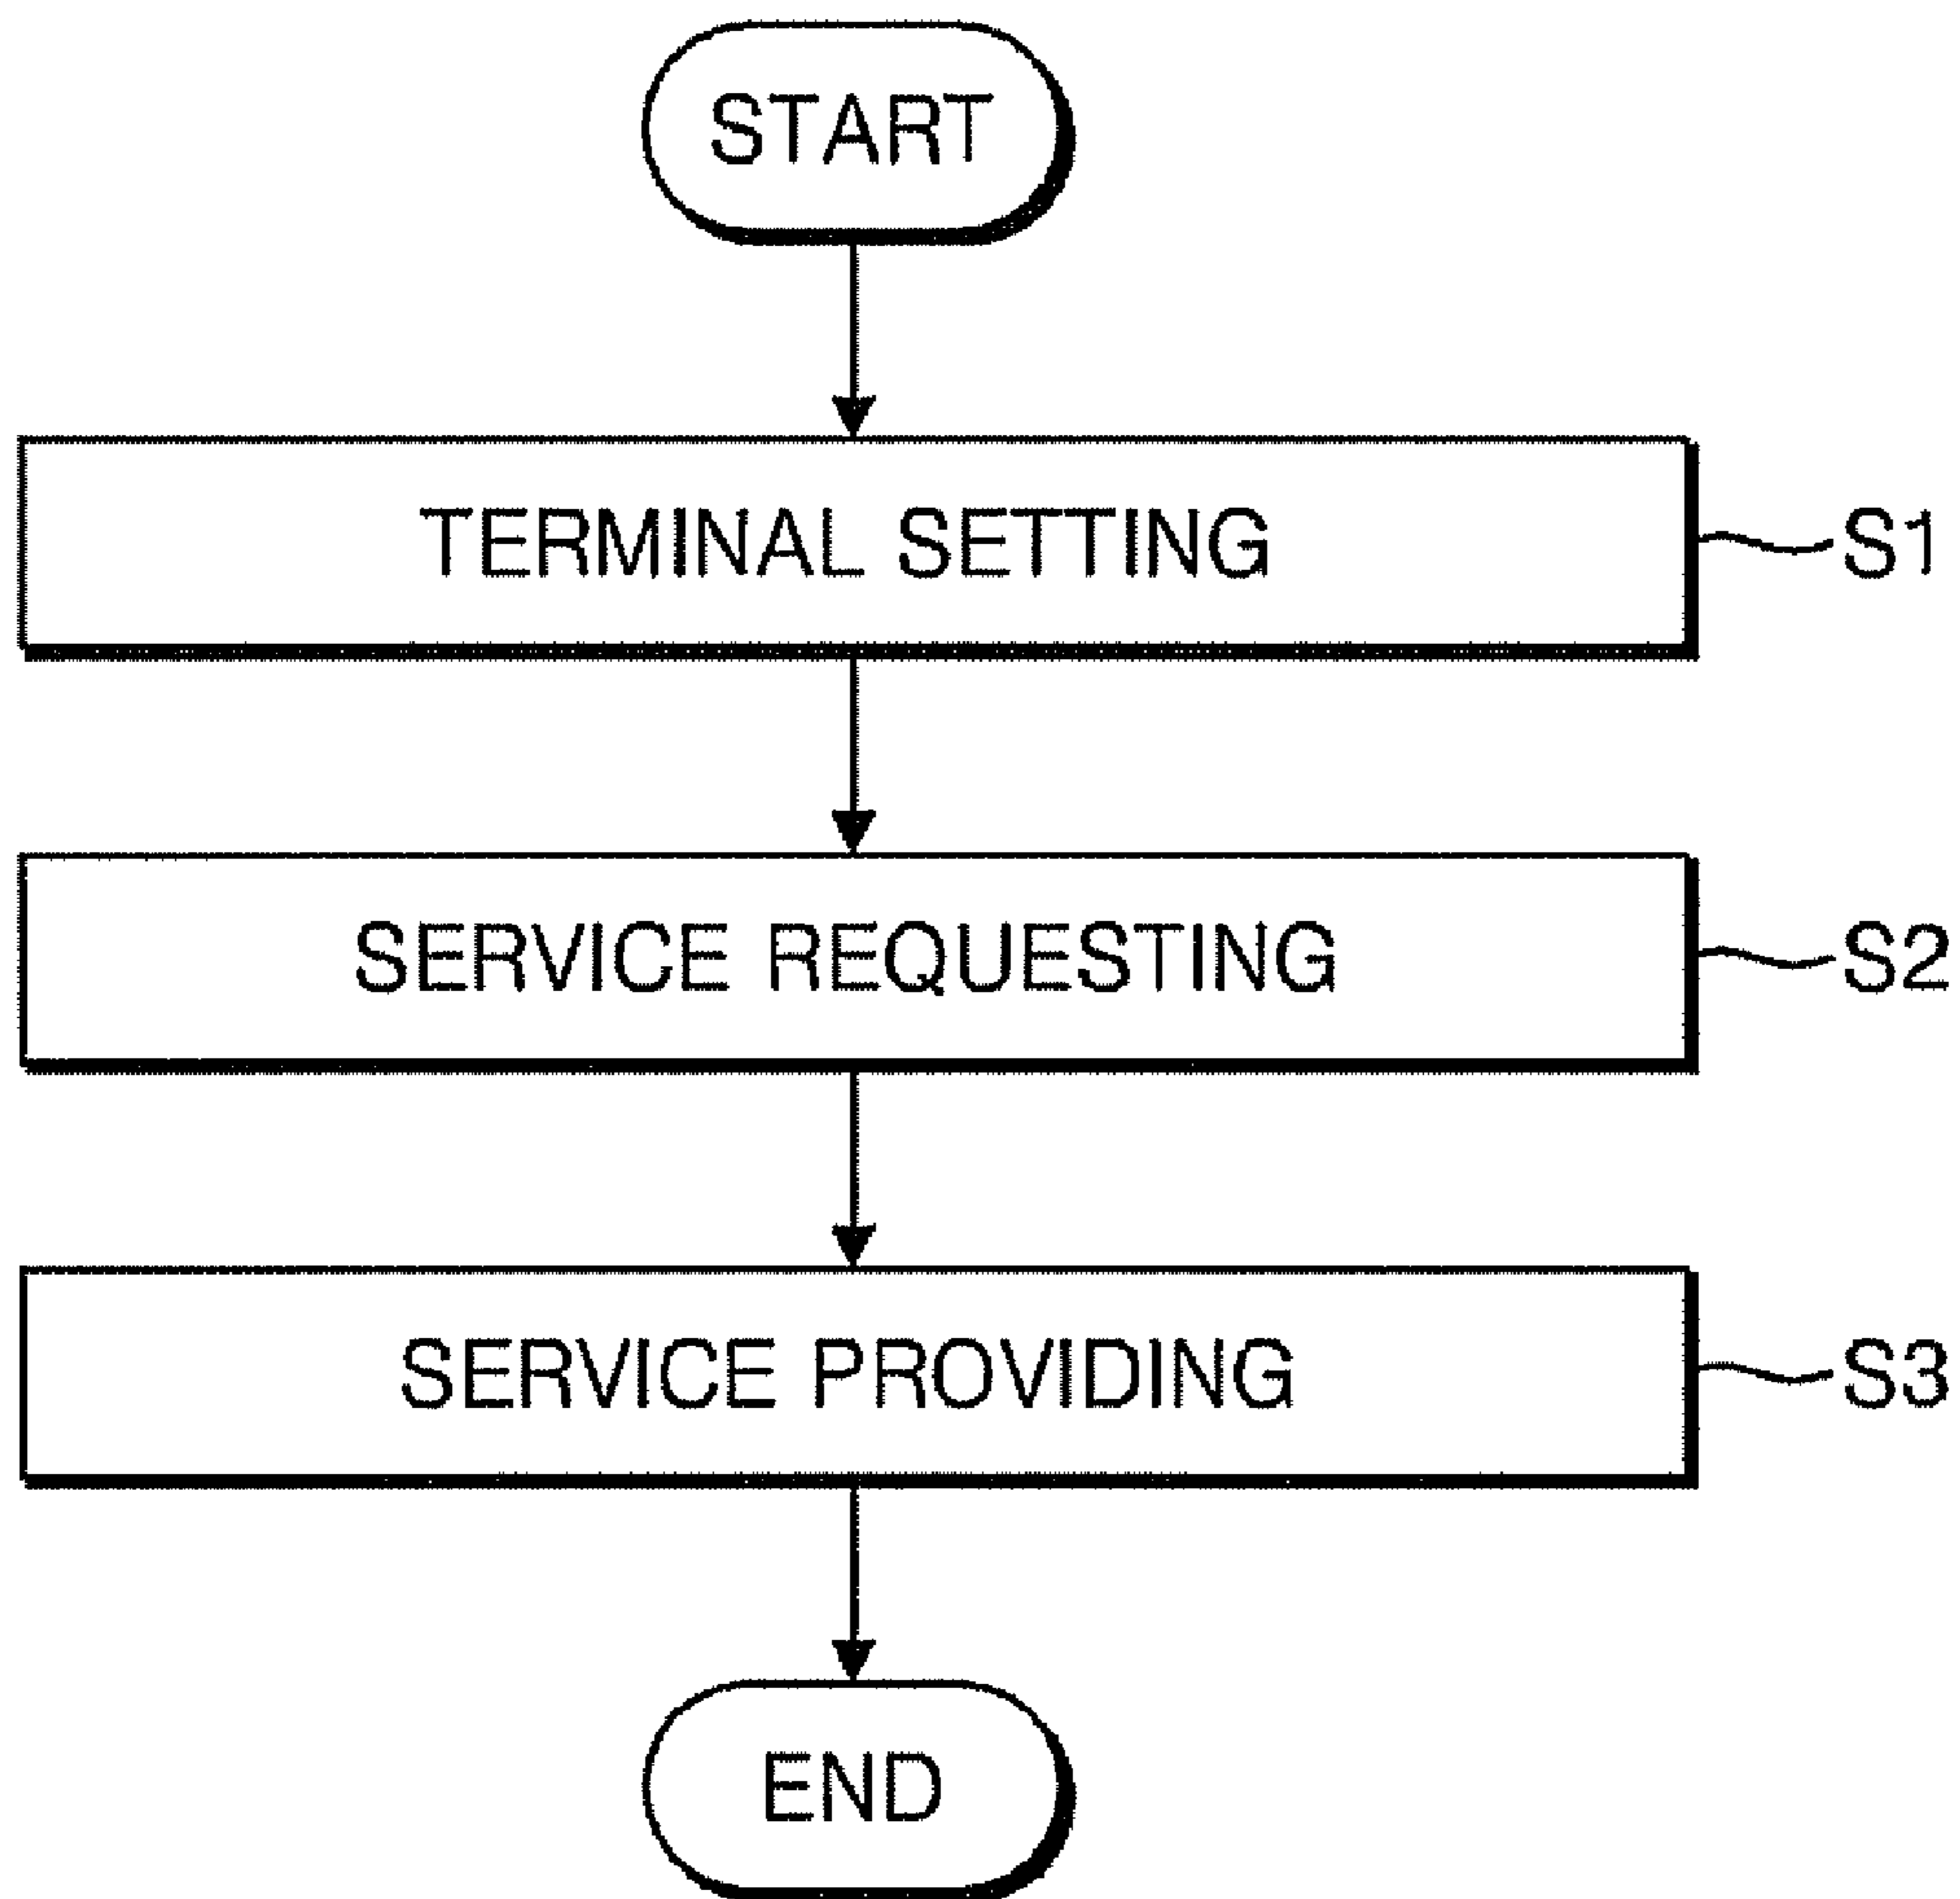 START
TERMINAL SETTING
S1
SERVICE REQUESTING
S2
SERVICE PROVIDING
S3
END